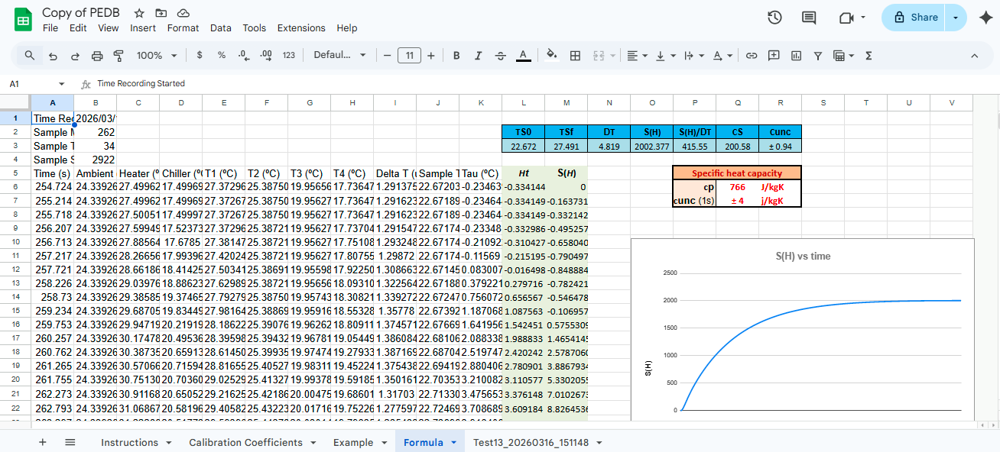 Copy of PEDB
File Edit View Insert Format Data Tools Extensions Help
Share
100% $ % .0 .00 123 Defaul... 11 B I A
A1 fx Time Recording Started
A B C D E F G H I J K L M N O P Q R S T U V
1 Time Rec 2026/03/
2 Sample 262 TS0 TSf DT S(H) S(H)/DT CS Cunc
3 Sample T 34 22.672 27.491 4.819 2002.377 415.55 200.58 ± 0.94
4 Sample S 2922
5 Time (s) Ambient Heater (º Chiller (º T1 (ºC) T2 (ºC) T3 (ºC) T4 (ºC) Delta T ( Sample T Tau (ºC) Ht S(H) Specific heat capacity
6 254.724 24.33926 27.49962 17.49969 27.37296 25.38750 19.95656 17.73647 1.291375 22.67203 -0.23463 -0.334144 0 cp 766 J/kgK
7 255.214 24.33926 27.49962 17.49969 27.37267 25.38750 19.95627 17.73647 1.291623 22.67189 -0.23464 -0.334149 -0.163731 cunc (1s) ± 4 j/kgK
8 255.718 24.33926 27.50051 17.49997 27.37267 25.38750 19.95627 17.73647 1.291623 22.67189 -0.23464 -0.334149 -0.332142
9 256.207 24.33926 27.59949 17.52373 27.37296 25.38721 19.95627 17.73704 1.291547 22.67174 -0.23348 -0.332986 -0.495257
10 256.713 24.33926 27.88564 17.6785 27.38147 25.38721 19.95627 17.75108 1.293248 22.67174 -0.21092 -0.310427 -0.658040
11 257.217 24.33926 28.26656 17.99396 27.42024 25.38721 19.95627 17.80755 1.29872 22.67174 -0.11569 -0.215195 -0.790497
12 257.721 24.33926 28.66186 18.41425 27.50341 25.38691 19.95598 17.92250 1.308663 22.67145 0.083007 -0.016498 -0.848884
13 258.226 24.33926 29.03976 18.88623 27.62989 25.38721 19.95656 18.09310 1.322564 22.67188 0.379221 0.279716 -0.782421
14 258.73 24.33926 29.38585 19.37465 27.79279 25.38750 19.95743 18.30821 1.339272 22.67247 0.756072 0.656567 -0.546478
15 259.234 24.33926 29.68705 19.83449 27.98164 25.38869 19.95916 18.55328 1.35778 22.67392 1.187068 1.087563 -0.106957
16 259.753 24.33926 29.94719 20.21919 28.18622 25.39076 19.96262 18.80911 1.374571 22.67669 1.641956 1.542451 0.5755309
17 260.257 24.33926 30.17478 20.49536 28.39598 25.39432 19.96781 19.05449 1.386084 22.68106 2.088338 1.988833 1.4654145
18 260.762 24.33926 30.38735 20.65913 28.61450 25.39935 19.97474 19.27933 1.387169 22.68704 2.519747 2.420242 2.5787060
19 261.265 24.33926 30.57066 20.71594 28.81655 25.40527 19.98311 19.45224 1.375438 22.69419 2.880406 2.780901 3.8867934
20 261.755 24.33926 30.75130 20.70360 29.02529 25.41327 19.99378 19.59185 1.350161 22.70353 3.210082 3.110577 5.3302055
21 262.273 24.33926 30.91168 20.65052 29.21625 25.42186 20.00475 19.68601 1.31703 22.71330 3.475653 3.376148 7.0102673
22 262.793 24.33926 31.06867 20.58196 29.40582 25.43223 20.01716 19.75226 1.277597 22.72469 3.708689 3.609184 8.8264536
S(H) vs time
2500
2000
1500
1000
500
0
S(H)
Instructions Calibration Coefficients Example Formula Test13_20260316_151148